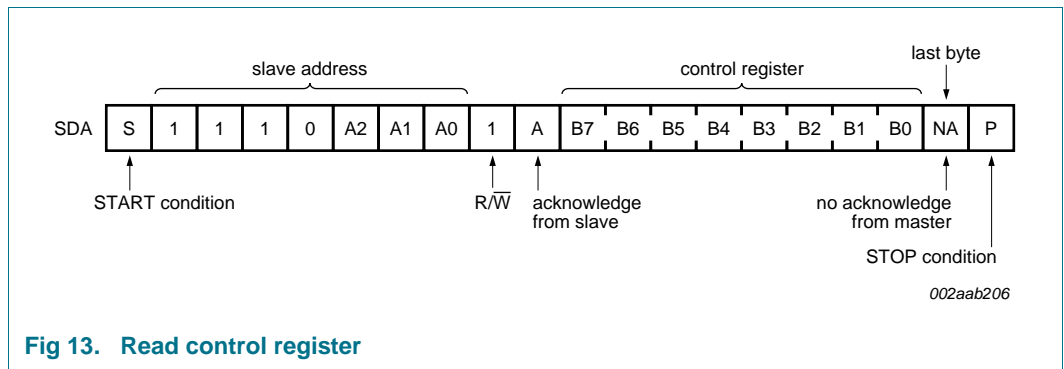 last byte
slave address control register
SDA S 1 1 1 0 A2 A1 A0 1 A B7 B6 B5 B4 B3 B2 B1 B0 NA P
START condition R/W̅ acknowledge no acknowledge
from slave from master
STOP condition
002aab206
Fig 13. Read control register